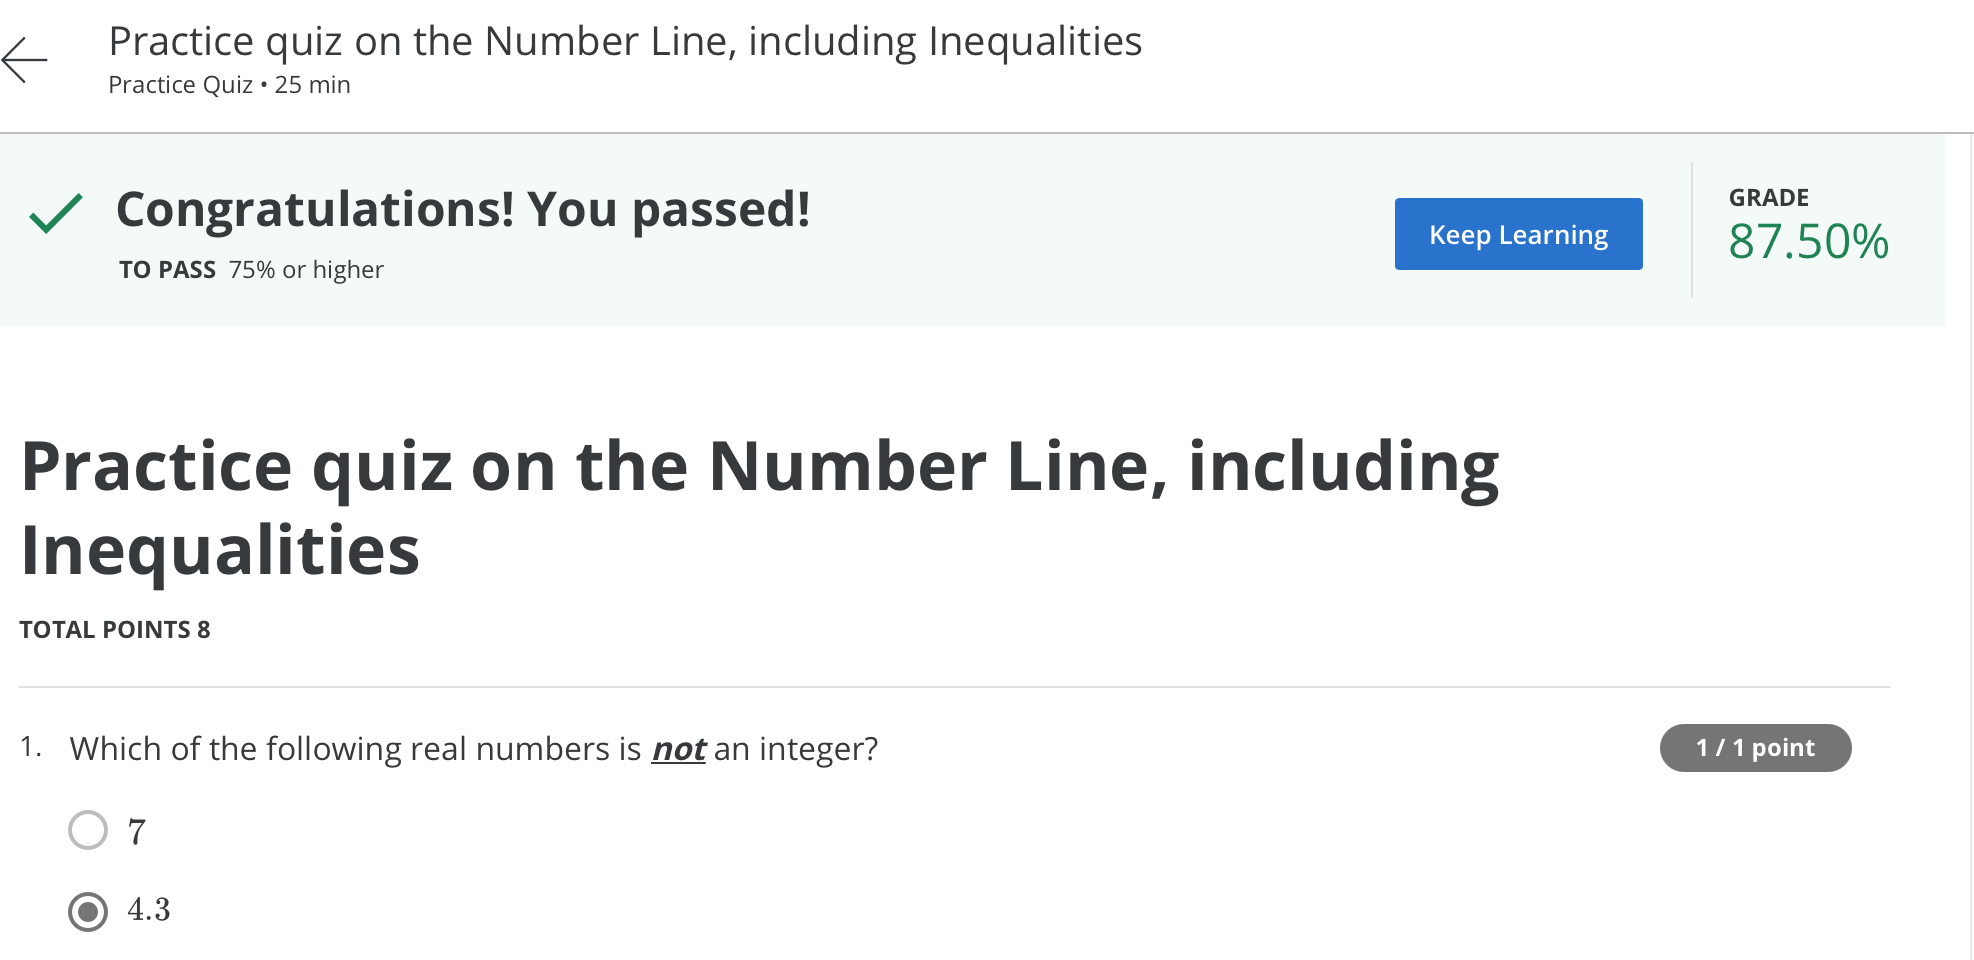 Practice quiz on the Number Line, including Inequalities
Practice Quiz • 25 min
Congratulations! You passed!
TO PASS 75% or higher
Keep Learning
GRADE
87.50%
Practice quiz on the Number Line, including
Inequalities
TOTAL POINTS 8
1. Which of the following real numbers is not an integer?
1 / 1 point
7
4.3